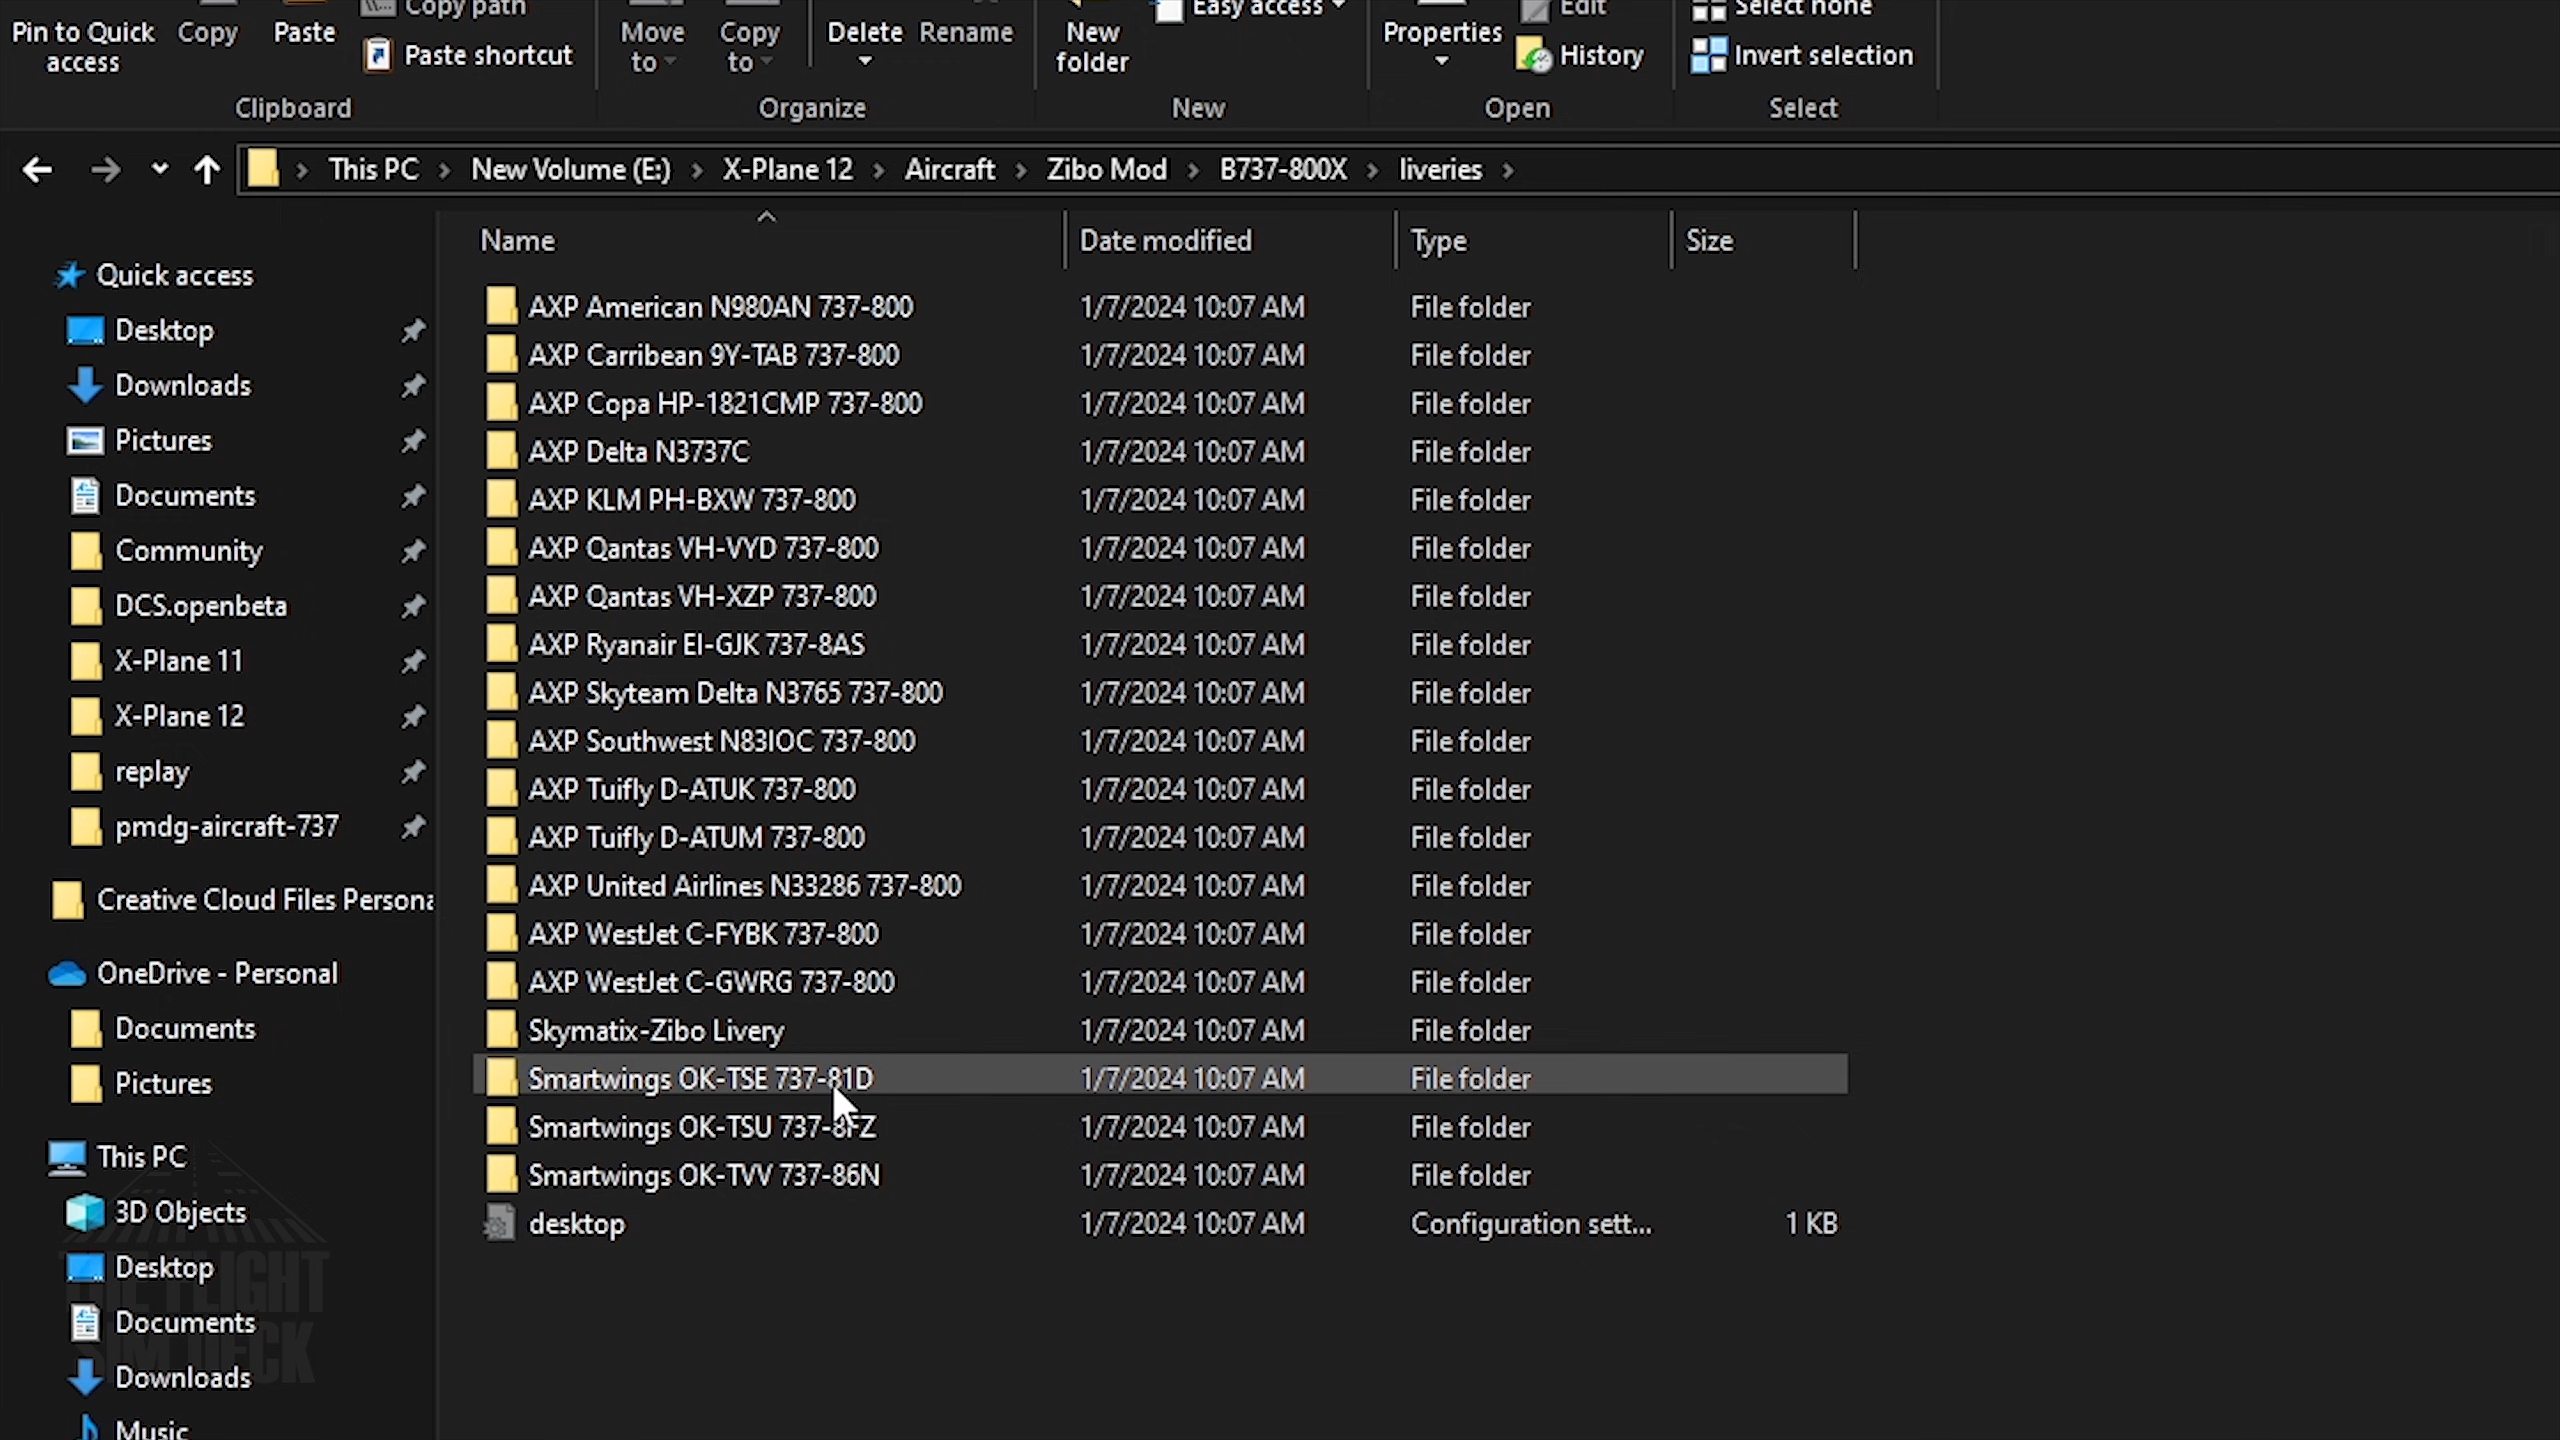 Copy path
Easy access
Edit
Select none
Pin to Quick access
Copy
Paste
Paste shortcut
Move to
Copy to
Delete
Rename
New folder
Properties
History
Invert selection
Clipboard
Organize
New
Open
Select
This PC > New Volume (E:) > X-Plane 12 > Aircraft > Zibo Mod > B737-800X > liveries >
Name Date modified Type Size
Quick access
Desktop
Downloads
Pictures
Documents
Community
DCS.openbeta
X-Plane 11
X-Plane 12
replay
pmdg-aircraft-737
Creative Cloud Files Persona
OneDrive - Personal
Documents
Pictures
This PC
3D Objects
Desktop
Documents
Downloads
Music
AXP American N980AN 737-800 1/7/2024 10:07 AM File folder
AXP Carribean 9Y-TAB 737-800 1/7/2024 10:07 AM File folder
AXP Copa HP-1821CMP 737-800 1/7/2024 10:07 AM File folder
AXP Delta N3737C 1/7/2024 10:07 AM File folder
AXP KLM PH-BXW 737-800 1/7/2024 10:07 AM File folder
AXP Qantas VH-VYD 737-800 1/7/2024 10:07 AM File folder
AXP Qantas VH-XZP 737-800 1/7/2024 10:07 AM File folder
AXP Ryanair EI-GJK 737-8AS 1/7/2024 10:07 AM File folder
AXP Skyteam Delta N3765 737-800 1/7/2024 10:07 AM File folder
AXP Southwest N83IOC 737-800 1/7/2024 10:07 AM File folder
AXP Tuifly D-ATUK 737-800 1/7/2024 10:07 AM File folder
AXP Tuifly D-ATUM 737-800 1/7/2024 10:07 AM File folder
AXP United Airlines N33286 737-800 1/7/2024 10:07 AM File folder
AXP WestJet C-FYBK 737-800 1/7/2024 10:07 AM File folder
AXP WestJet C-GWRG 737-800 1/7/2024 10:07 AM File folder
Skymatix-Zibo Livery 1/7/2024 10:07 AM File folder
Smartwings OK-TSE 737-81D 1/7/2024 10:07 AM File folder
Smartwings OK-TSU 737-8FZ 1/7/2024 10:07 AM File folder
Smartwings OK-TVV 737-86N 1/7/2024 10:07 AM File folder
desktop 1/7/2024 10:07 AM Configuration sett... 1 KB
THE FLIGHT
SIM DECK